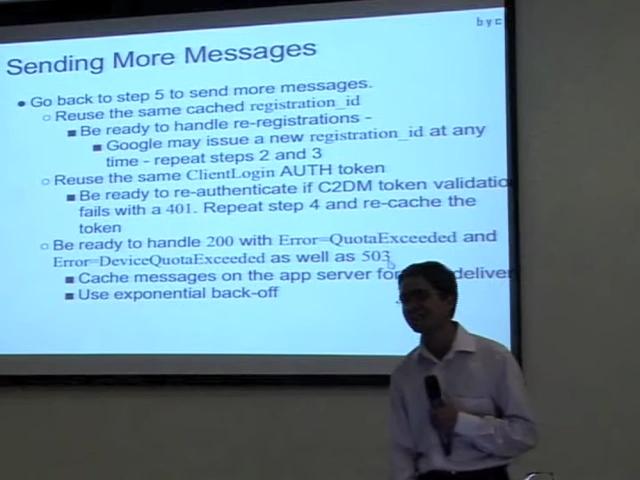 byc
Sending More Messages
● Go back to step 5 to send more messages.
○ Reuse the same cached registration_id
■ Be ready to handle re-registrations -
■ Google may issue a new registration_id at any
time - repeat steps 2 and 3
○ Reuse the same ClientLogin AUTH token
■ Be ready to re-authenticate if C2DM token validatio
fails with a 401. Repeat step 4 and re-cache the
token
○ Be ready to handle 200 with Error=QuotaExceeded and
Error=DeviceQuotaExceeded as well as 503
■ Cache messages on the app server for deliver
■ Use exponential back-off